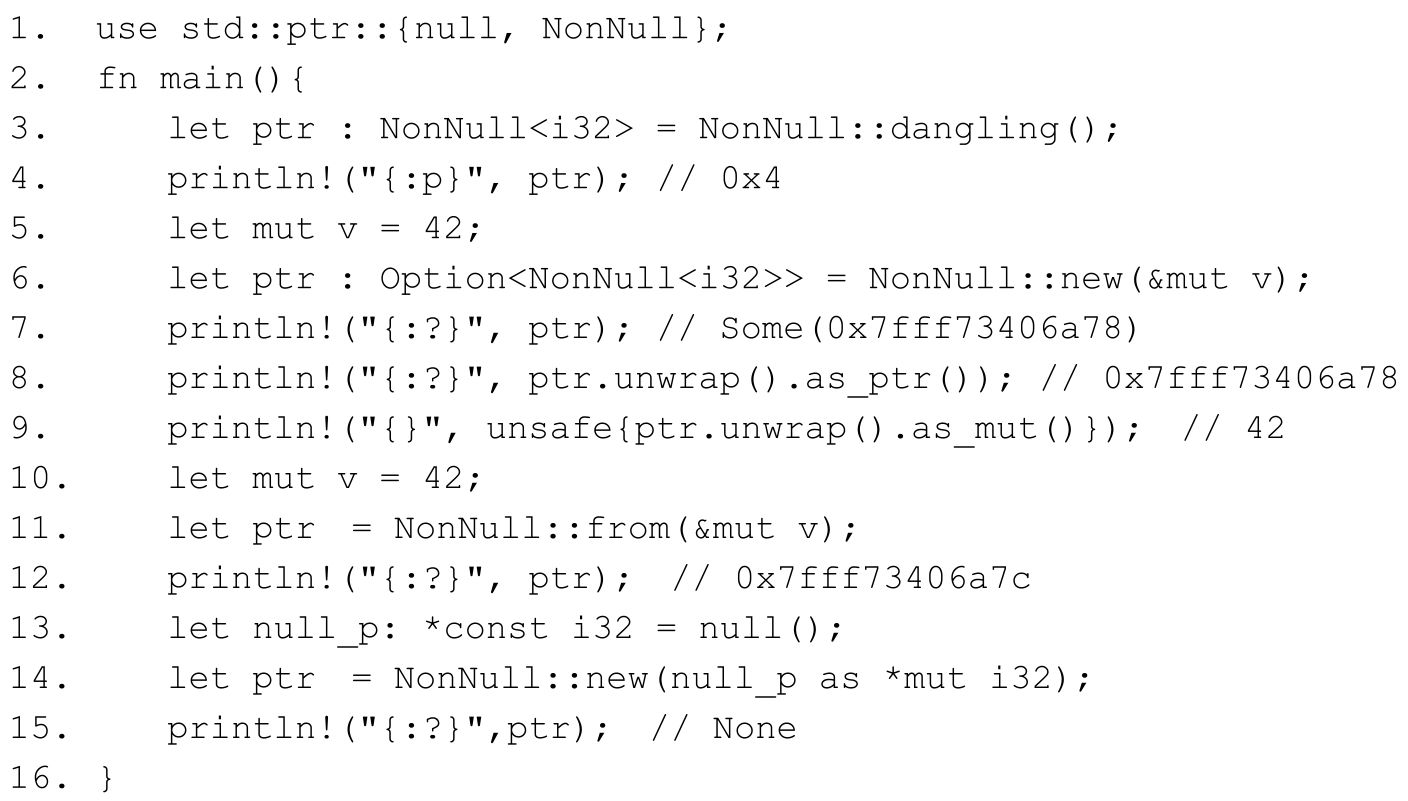 1. use std::ptr::{null, NonNull};
2. fn main(){
3. let ptr : NonNull<i32> = NonNull::dangling();
4. println!("{:p}", ptr); // 0x4
5. let mut v = 42;
6. let ptr : Option<NonNull<i32>> = NonNull::new(&mut v);
7. println!("{:?}", ptr); // Some(0x7fff73406a78)
8. println!("{:?}", ptr.unwrap().as_ptr()); // 0x7fff73406a78
9. println!("{}", unsafe{ptr.unwrap().as_mut()}); // 42
10. let mut v = 42;
11. let ptr = NonNull::from(&mut v);
12. println!("{:?}", ptr); // 0x7fff73406a7c
13. let null_p: *const i32 = null();
14. let ptr = NonNull::new(null_p as *mut i32);
15. println!("{:?}",ptr); // None
16. }